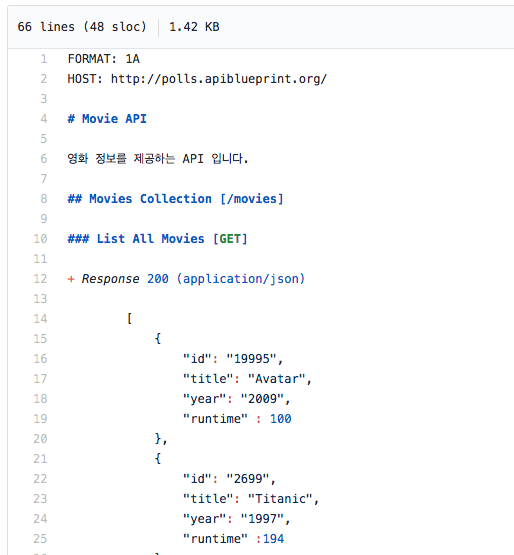 66 lines (48 sloc) 1.42 KB
1 FORMAT: 1A
2 HOST: http://polls.apiblueprint.org/
3
4 # Movie API
5
6 영화 정보를 제공하는 API 입니다.
7
8 ## Movies Collection [/movies]
9
10 ### List All Movies [GET]
11
12 + Response 200 (application/json)
13
14 [
15 {
16 "id": "19995",
17 "title": "Avatar",
18 "year": "2009",
19 "runtime" : 100
20 },
21 {
22 "id": "2699",
23 "title": "Titanic",
24 "year": "1997",
25 "runtime" :194